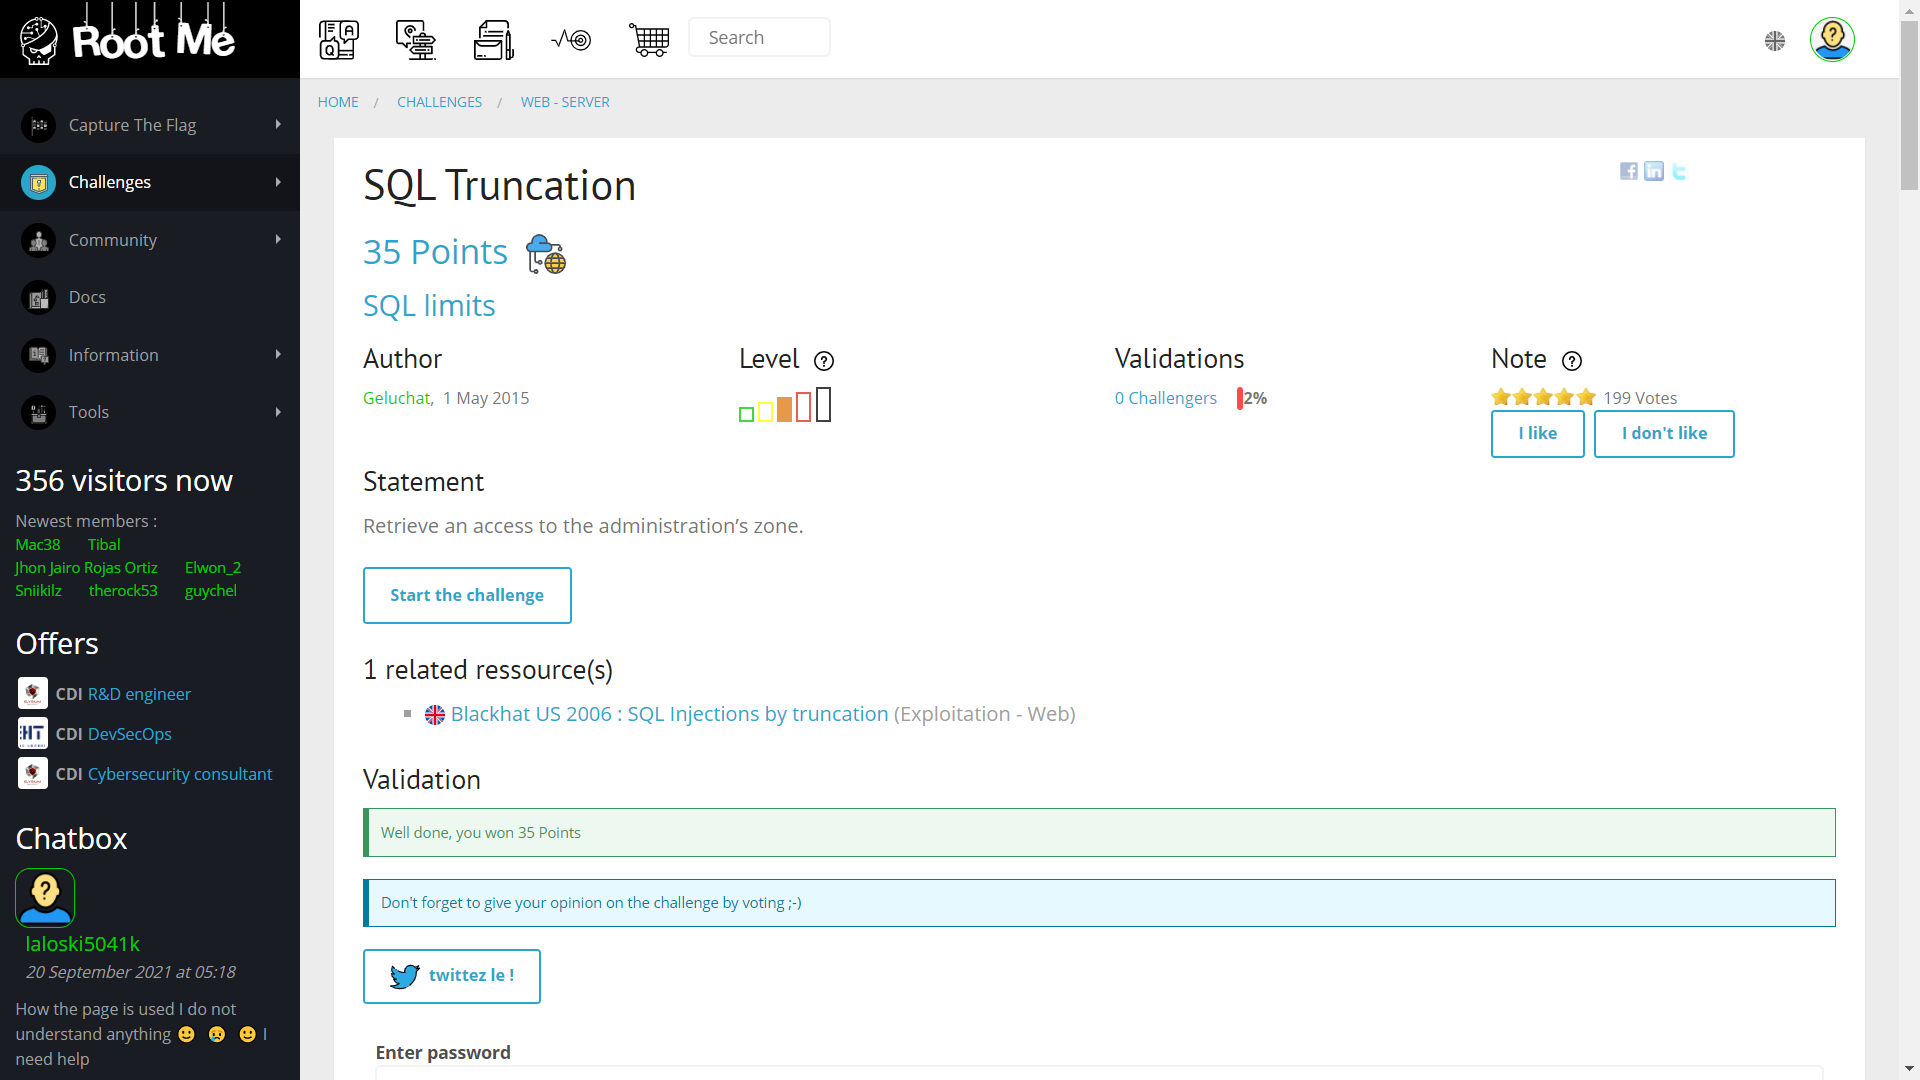 Root Me
Search
HOME / CHALLENGES / WEB - SERVER
Capture The Flag
Challenges
Community
Docs
Information
Tools
356 visitors now
Newest members :
Mac38 Tibal
Jhon Jairo Rojas Ortiz Elwon_2
Sniikilz therock53 guychel
Offers
CDI R&D engineer
CDI DevSecOps
CDI Cybersecurity consultant
Chatbox
laloski5041k
20 September 2021 at 05:18
How the page is used I do not
understand anything 🙂 😥 🙂 I
need help
SQL Truncation
35 Points
SQL limits
Author
Geluchat, 1 May 2015
Level ?
Validations
0 Challengers 2%
Note ?
199 Votes
I like I don't like
Statement
Retrieve an access to the administration’s zone.
Start the challenge
1 related ressource(s)
Blackhat US 2006 : SQL Injections by truncation (Exploitation - Web)
Validation
Well done, you won 35 Points
Don't forget to give your opinion on the challenge by voting ;-)
twittez le !
Enter password